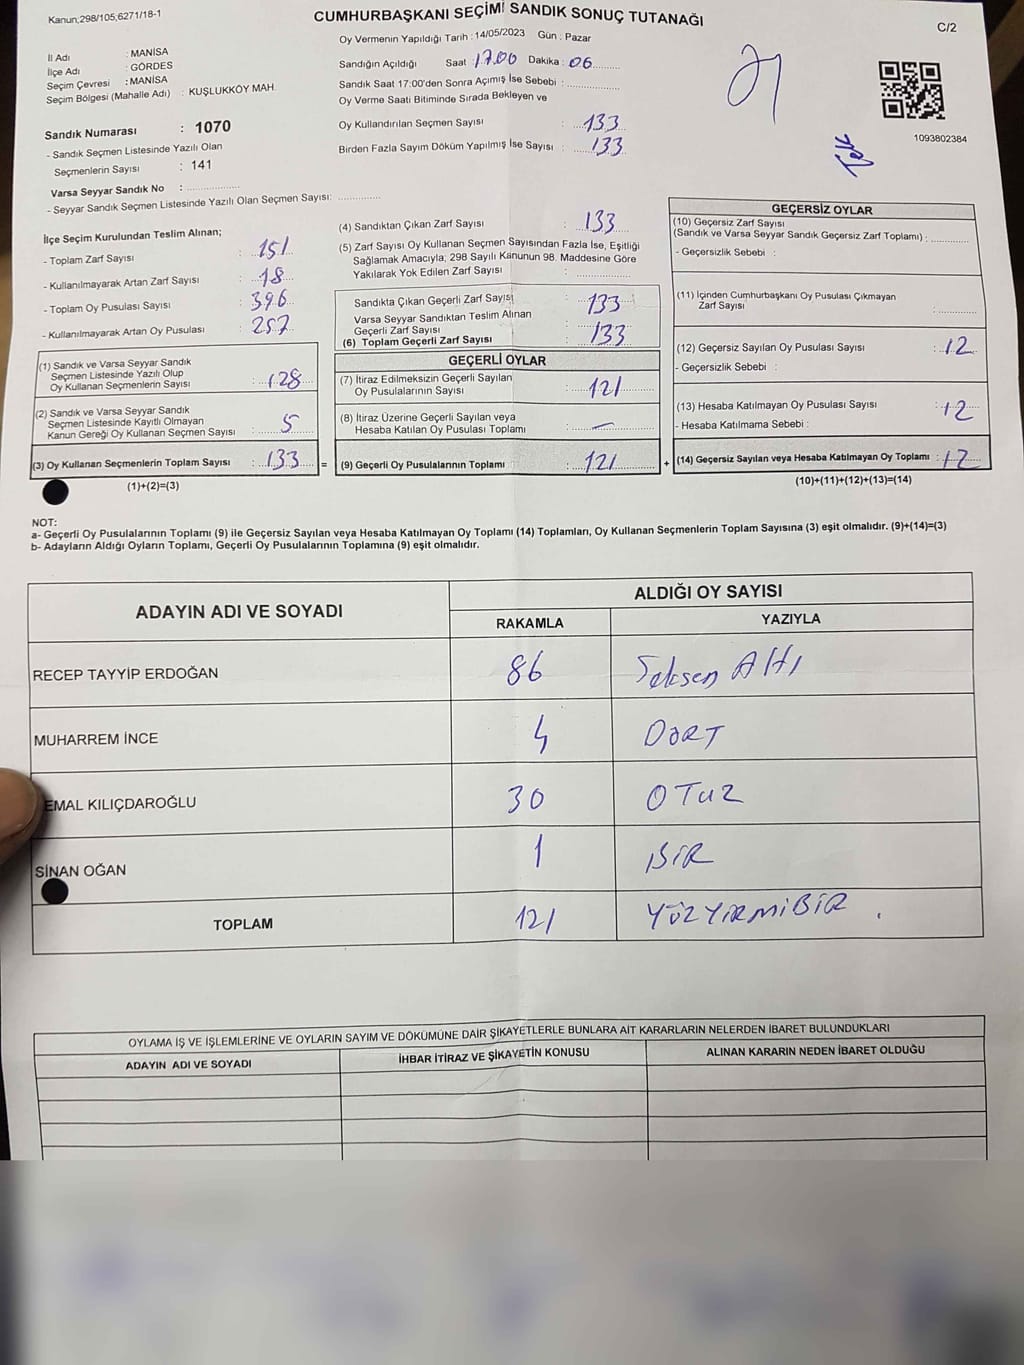 Kanun;298/105;6271/18-1
CUMHURBAŞKANI SEÇİMİ SANDIK SONUÇ TUTANAĞI
C/2
İl Adı : MANİSA
İlçe Adı : GÖRDES
Seçim Çevresi : MANİSA
Seçim Bölgesi (Mahalle Adı) : KUŞLUKKÖY MAH.
Sandık Numarası : 1070
- Sandık Seçmen Listesinde Yazılı Olan
Seçmenlerin Sayısı : 141
Varsa Seyyar Sandık No :
- Seyyar Sandık Seçmen Listesinde Yazılı Olan Seçmen Sayısı:
Oy Vermenin Yapıldığı Tarih : 14/05/2023 Gün : Pazar
Sandığın Açıldığı Saat : 17.00 Dakika : 06
Sandık Saat 17:00'den Sonra Açımış İse Sebebi :
Oy Verme Saati Bitiminde Sırada Bekleyen ve
Oy Kullandırılan Seçmen Sayısı : 133
Birden Fazla Sayım Döküm Yapılmış İse Sayısı : 133
1093802384
İlçe Seçim Kurulundan Teslim Alınan;
- Toplam Zarf Sayısı : 151
- Kullanılmayarak Artan Zarf Sayısı : 18
- Toplam Oy Pusulası Sayısı : 396
- Kullanılmayarak Artan Oy Pusulası : 257
(1) Sandık ve Varsa Seyyar Sandık
Seçmen Listesinde Yazılı Olup
Oy Kullanan Seçmenlerin Sayısı : 128
(2) Sandık ve Varsa Seyyar Sandık
Seçmen Listesinde Kayıtlı Olmayan
Kanun Gereği Oy Kullanan Seçmen Sayısı : 5
(3) Oy Kullanan Seçmenlerin Toplam Sayısı : 133 =
(1)+(2)=(3)
(4) Sandıktan Çıkan Zarf Sayısı : 133
(5) Zarf Sayısı Oy Kullanan Seçmen Sayısından Fazla İse, Eşitliği
Sağlamak Amacıyla; 298 Sayılı Kanunun 98. Maddesine Göre
Yakılarak Yok Edilen Zarf Sayısı :
Sandıkta Çıkan Geçerli Zarf Sayısı : 133
Varsa Seyyar Sandıktan Teslim Alınan
Geçerli Zarf Sayısı :
(6) Toplam Geçerli Zarf Sayısı : 133
GEÇERLİ OYLAR
(7) İtiraz Edilmeksizin Geçerli Sayılan
Oy Pusulalarının Sayısı : 121
(8) İtiraz Üzerine Geçerli Sayılan veya
Hesaba Katılan Oy Pusulası Toplamı : —
(9) Geçerli Oy Pusulalarının Toplamı : 121 +
GEÇERSİZ OYLAR
(10) Geçersiz Zarf Sayısı
(Sandık ve Varsa Seyyar Sandık Geçersiz Zarf Toplamı) :
- Geçersizlik Sebebi :
(11) İçinden Cumhurbaşkanı Oy Pusulası Çıkmayan
Zarf Sayısı :
(12) Geçersiz Sayılan Oy Pusulası Sayısı : 12
- Geçersizlik Sebebi :
(13) Hesaba Katılmayan Oy Pusulası Sayısı : 12
- Hesaba Katılmama Sebebi :
(14) Geçersiz Sayılan veya Hesaba Katılmayan Oy Toplamı : 12
(10)+(11)+(12)+(13)=(14)
NOT:
a- Geçerli Oy Pusulalarının Toplamı (9) ile Geçersiz Sayılan veya Hesaba Katılmayan Oy Toplamı (14) Toplamları, Oy Kullanan Seçmenlerin Toplam Sayısına (3) eşit olmalıdır. (9)+(14)=(3)
b- Adayların Aldığı Oyların Toplamı, Geçerli Oy Pusulalarının Toplamına (9) eşit olmalıdır.
ADAYIN ADI VE SOYADI
ALDIĞI OY SAYISI
RAKAMLA YAZIYLA
RECEP TAYYİP ERDOĞAN 86 Seksen Altı
MUHARREM İNCE 4 DÖRT
EMAL KILIÇDAROĞLU 30 OTUZ
SİNAN OĞAN 1 BİR
TOPLAM 121 YÜZYİRMİBİR
OYLAMA İŞ VE İŞLEMLERİNE VE OYLARIN SAYIM VE DÖKÜMÜNE DAİR ŞİKAYETLERLE BUNLARA AİT KARARLARIN NELERDEN İBARET BULUNDUKLARI
ADAYIN ADI VE SOYADI İHBAR İTİRAZ VE ŞİKAYETİN KONUSU ALINAN KARARIN NEDEN İBARET OLDUĞU